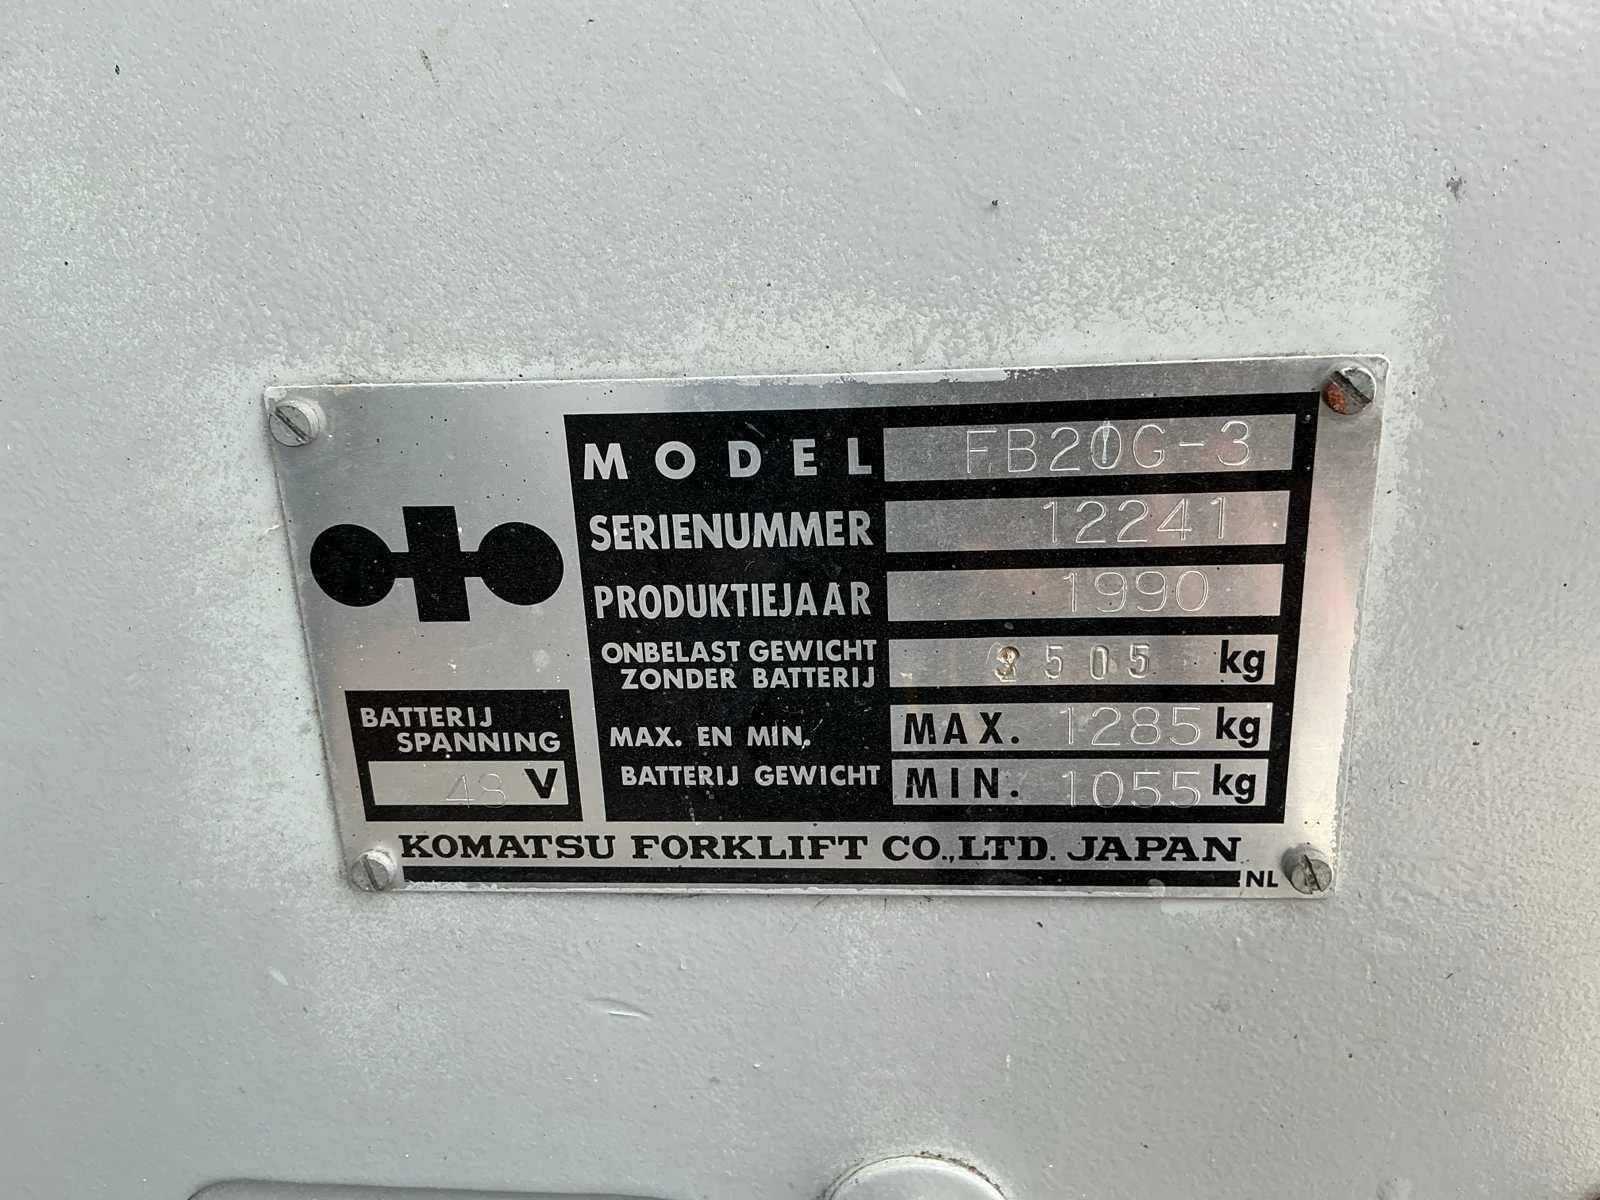 MODEL FB20G-3
SERIENUMMER 12241
PRODUKTIEJAAR 1990
ONBELAST GEWICHT
ZONDER BATTERIJ kg
MAX. EN MIN. MAX. 1285 kg
BATTERIJ GEWICHT MIN. 1055 kg
BATTERIJ
SPANNING
48 V
KOMATSU FORKLIFT CO.,LTD. JAPAN
NL